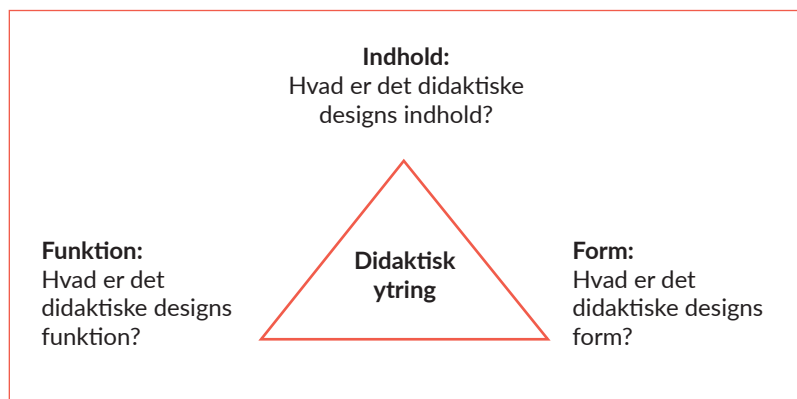 Indhold:
Hvad er det didaktiske
designs indhold?
Funktion:
Hvad er det
didaktiske designs
funktion?
Didaktisk
ytring
Form:
Hvad er det
didaktiske designs
form?